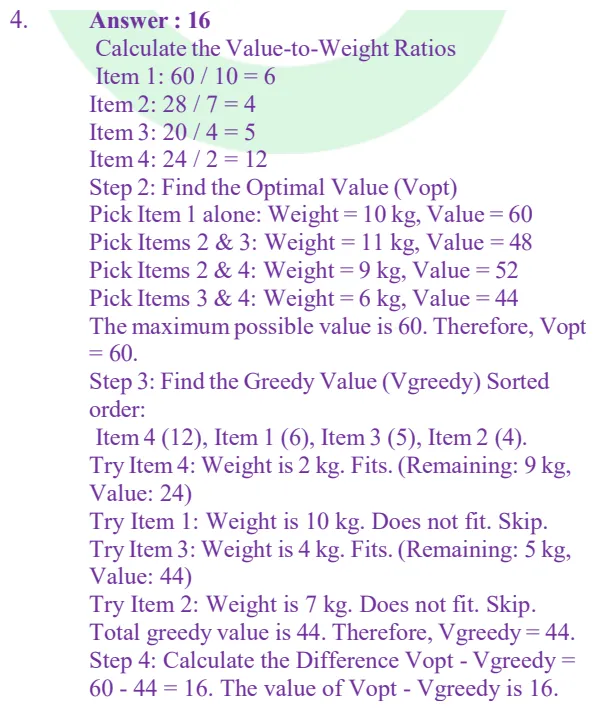 4. Answer : 16
Calculate the Value-to-Weight Ratios
Item 1: 60 / 10 = 6
Item 2: 28 / 7 = 4
Item 3: 20 / 4 = 5
Item 4: 24 / 2 = 12
Step 2: Find the Optimal Value (Vopt)
Pick Item 1 alone: Weight = 10 kg, Value = 60
Pick Items 2 & 3: Weight = 11 kg, Value = 48
Pick Items 2 & 4: Weight = 9 kg, Value = 52
Pick Items 3 & 4: Weight = 6 kg, Value = 44
The maximum possible value is 60. Therefore, Vopt
= 60.
Step 3: Find the Greedy Value (Vgreedy) Sorted
order:
Item 4 (12), Item 1 (6), Item 3 (5), Item 2 (4).
Try Item 4: Weight is 2 kg. Fits. (Remaining: 9 kg,
Value: 24)
Try Item 1: Weight is 10 kg. Does not fit. Skip.
Try Item 3: Weight is 4 kg. Fits. (Remaining: 5 kg,
Value: 44)
Try Item 2: Weight is 7 kg. Does not fit. Skip.
Total greedy value is 44. Therefore, Vgreedy = 44.
Step 4: Calculate the Difference Vopt - Vgreedy =
60 - 44 = 16. The value of Vopt - Vgreedy is 16.